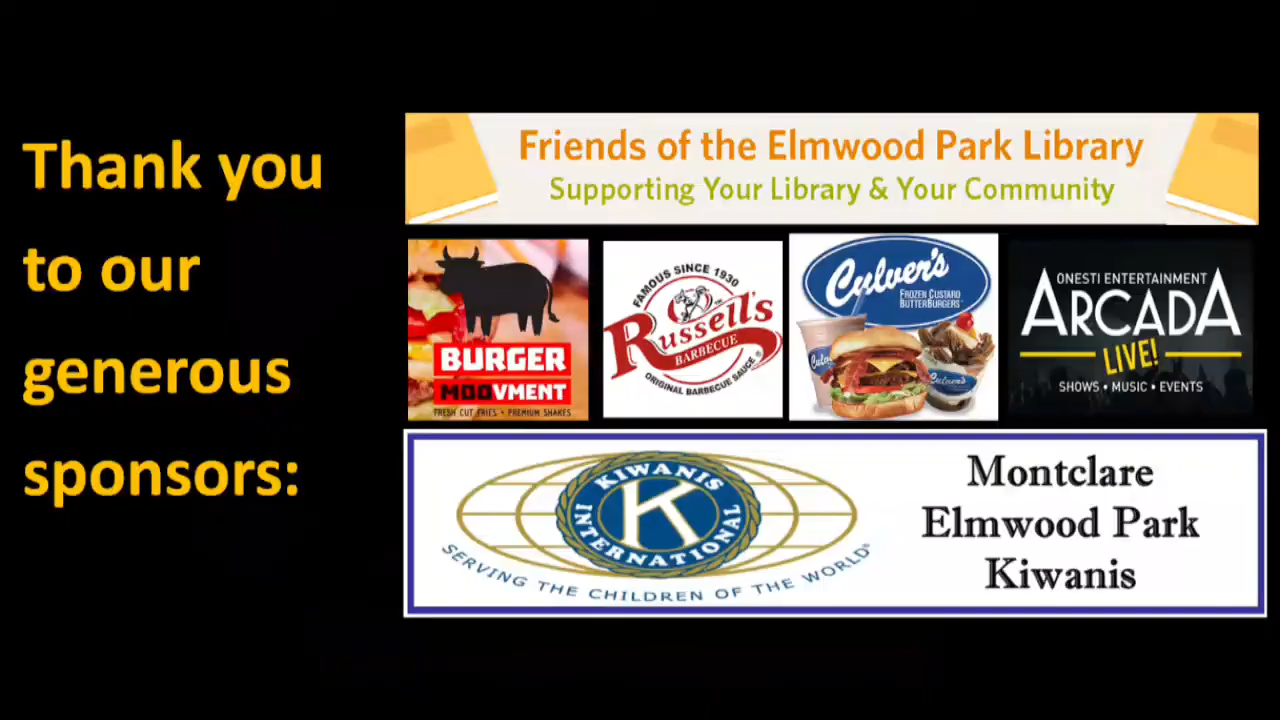 Thank you
to our
generous
sponsors:
Friends of the Elmwood Park Library
Supporting Your Library & Your Community
BURGER
MOOVMENT
FRESH CUT FRIES • PREMIUM SHAKES
FAMOUS SINCE 1930
Russell's
BARBECUE
ORIGINAL BARBECUE SAUCE
Culver's
FROZEN CUSTARD
BUTTERBURGERS
Culver's
ONESTI ENTERTAINMENT
ARCADA
LIVE!
SHOWS • MUSIC • EVENTS
KIWANIS
K
INTERNATIONAL
SERVING THE CHILDREN OF THE WORLD®
Montclare
Elmwood Park
Kiwanis